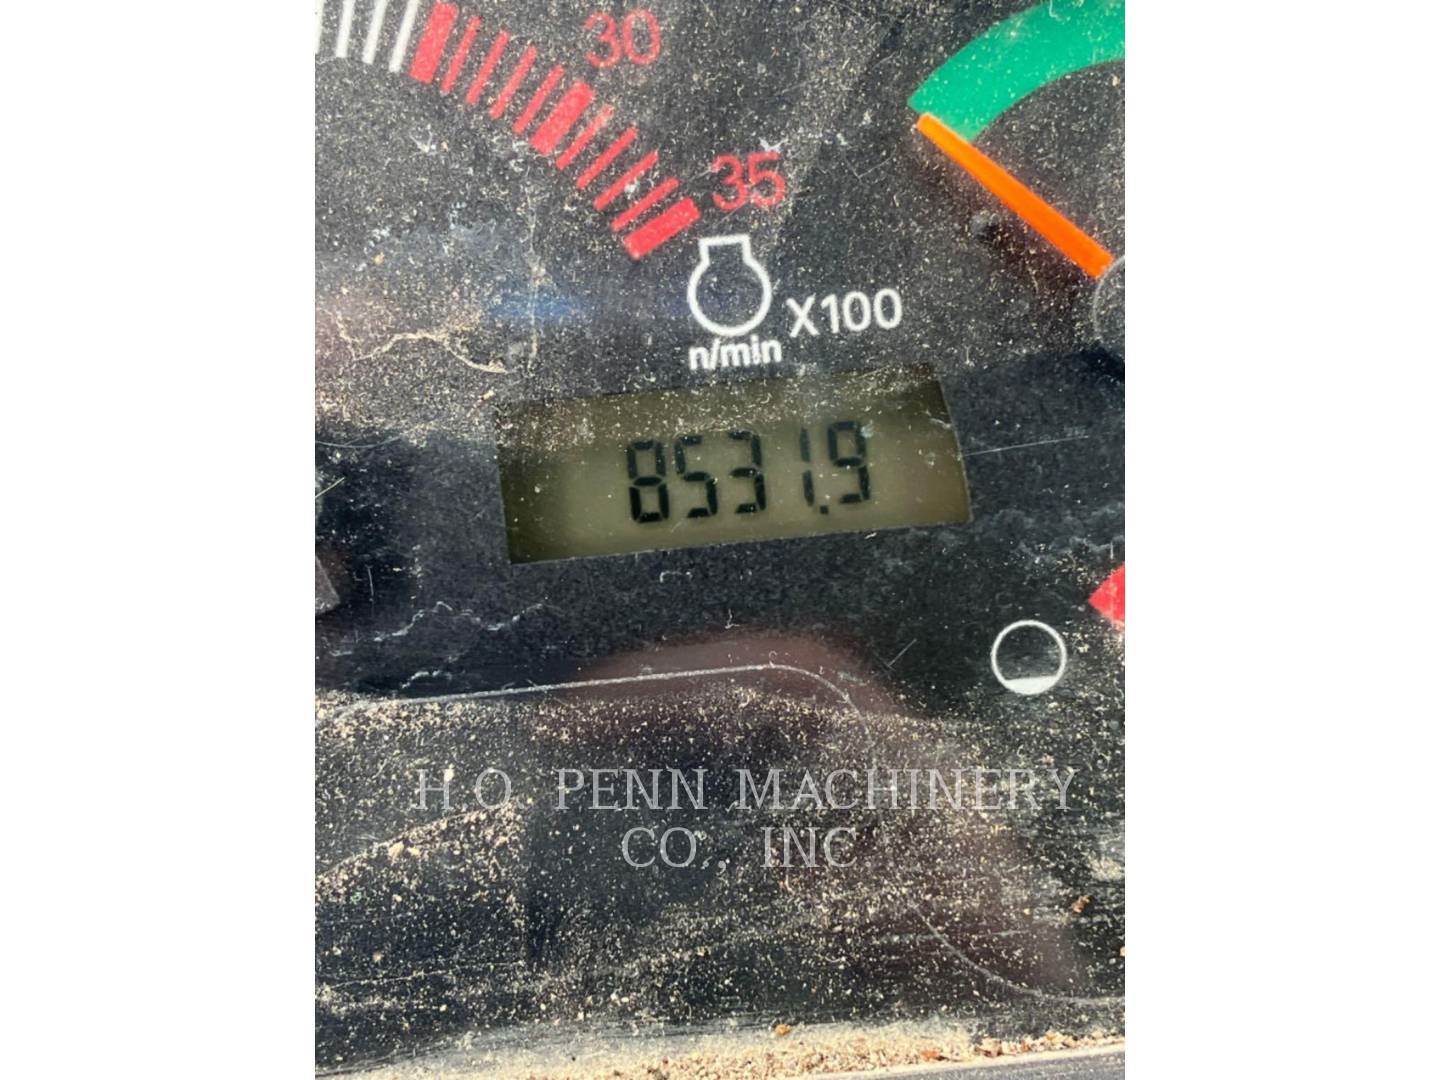 30
35
X100
n/min
8531.9
H.O. PENN MACHINERY
CO., INC.